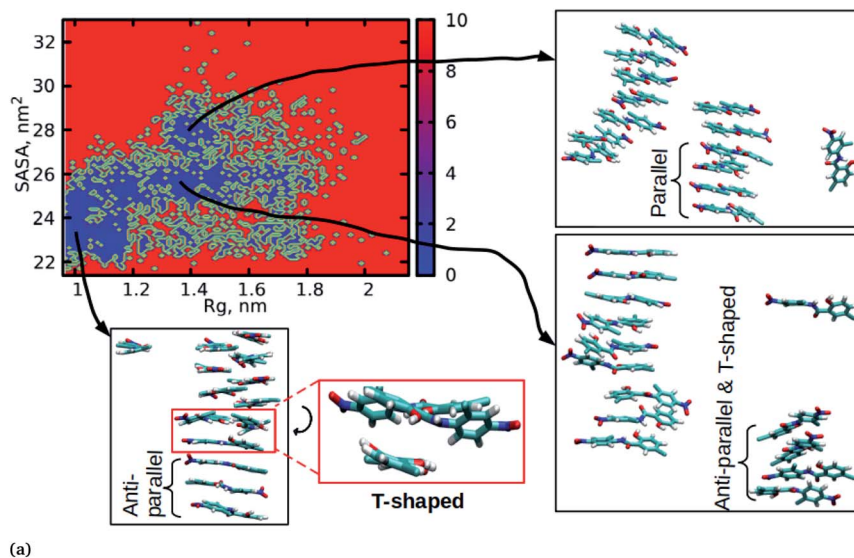 32
30
28
26
24
22
SASA, nm²
1
1.2
1.4
1.6
1.8
2
Rg, nm
10
8
6
4
2
0
Parallel
Anti-parallel & T-shaped
Anti-
parallel
T-shaped
(a)